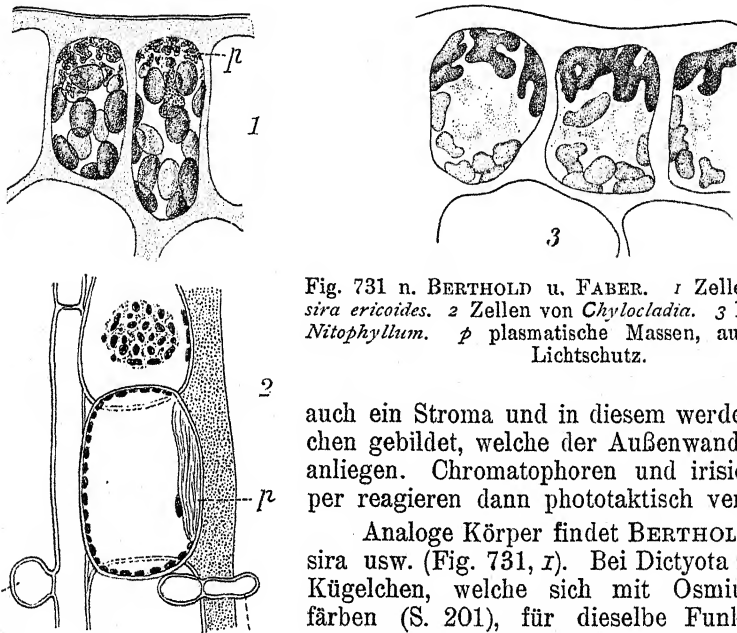 p
1
3
2
p
Fig. 731 n. BERTHOLD u. FABER. 1 Zelle
sira ericoides. 2 Zellen von Chylocladia. 3
Nitophyllum. p plasmatische Massen, au
Lichtschutz.
auch ein Stroma und in diesem werde
chen gebildet, welche der Außenwand
anliegen. Chromatophoren und irisi
per reagieren dann phototaktisch ver
Analoge Körper findet BERTHOL
sira usw. (Fig. 731, 1). Bei Dictyota
Kügelchen, welche sich mit Osmiu
färben (S. 201), für dieselbe Funk